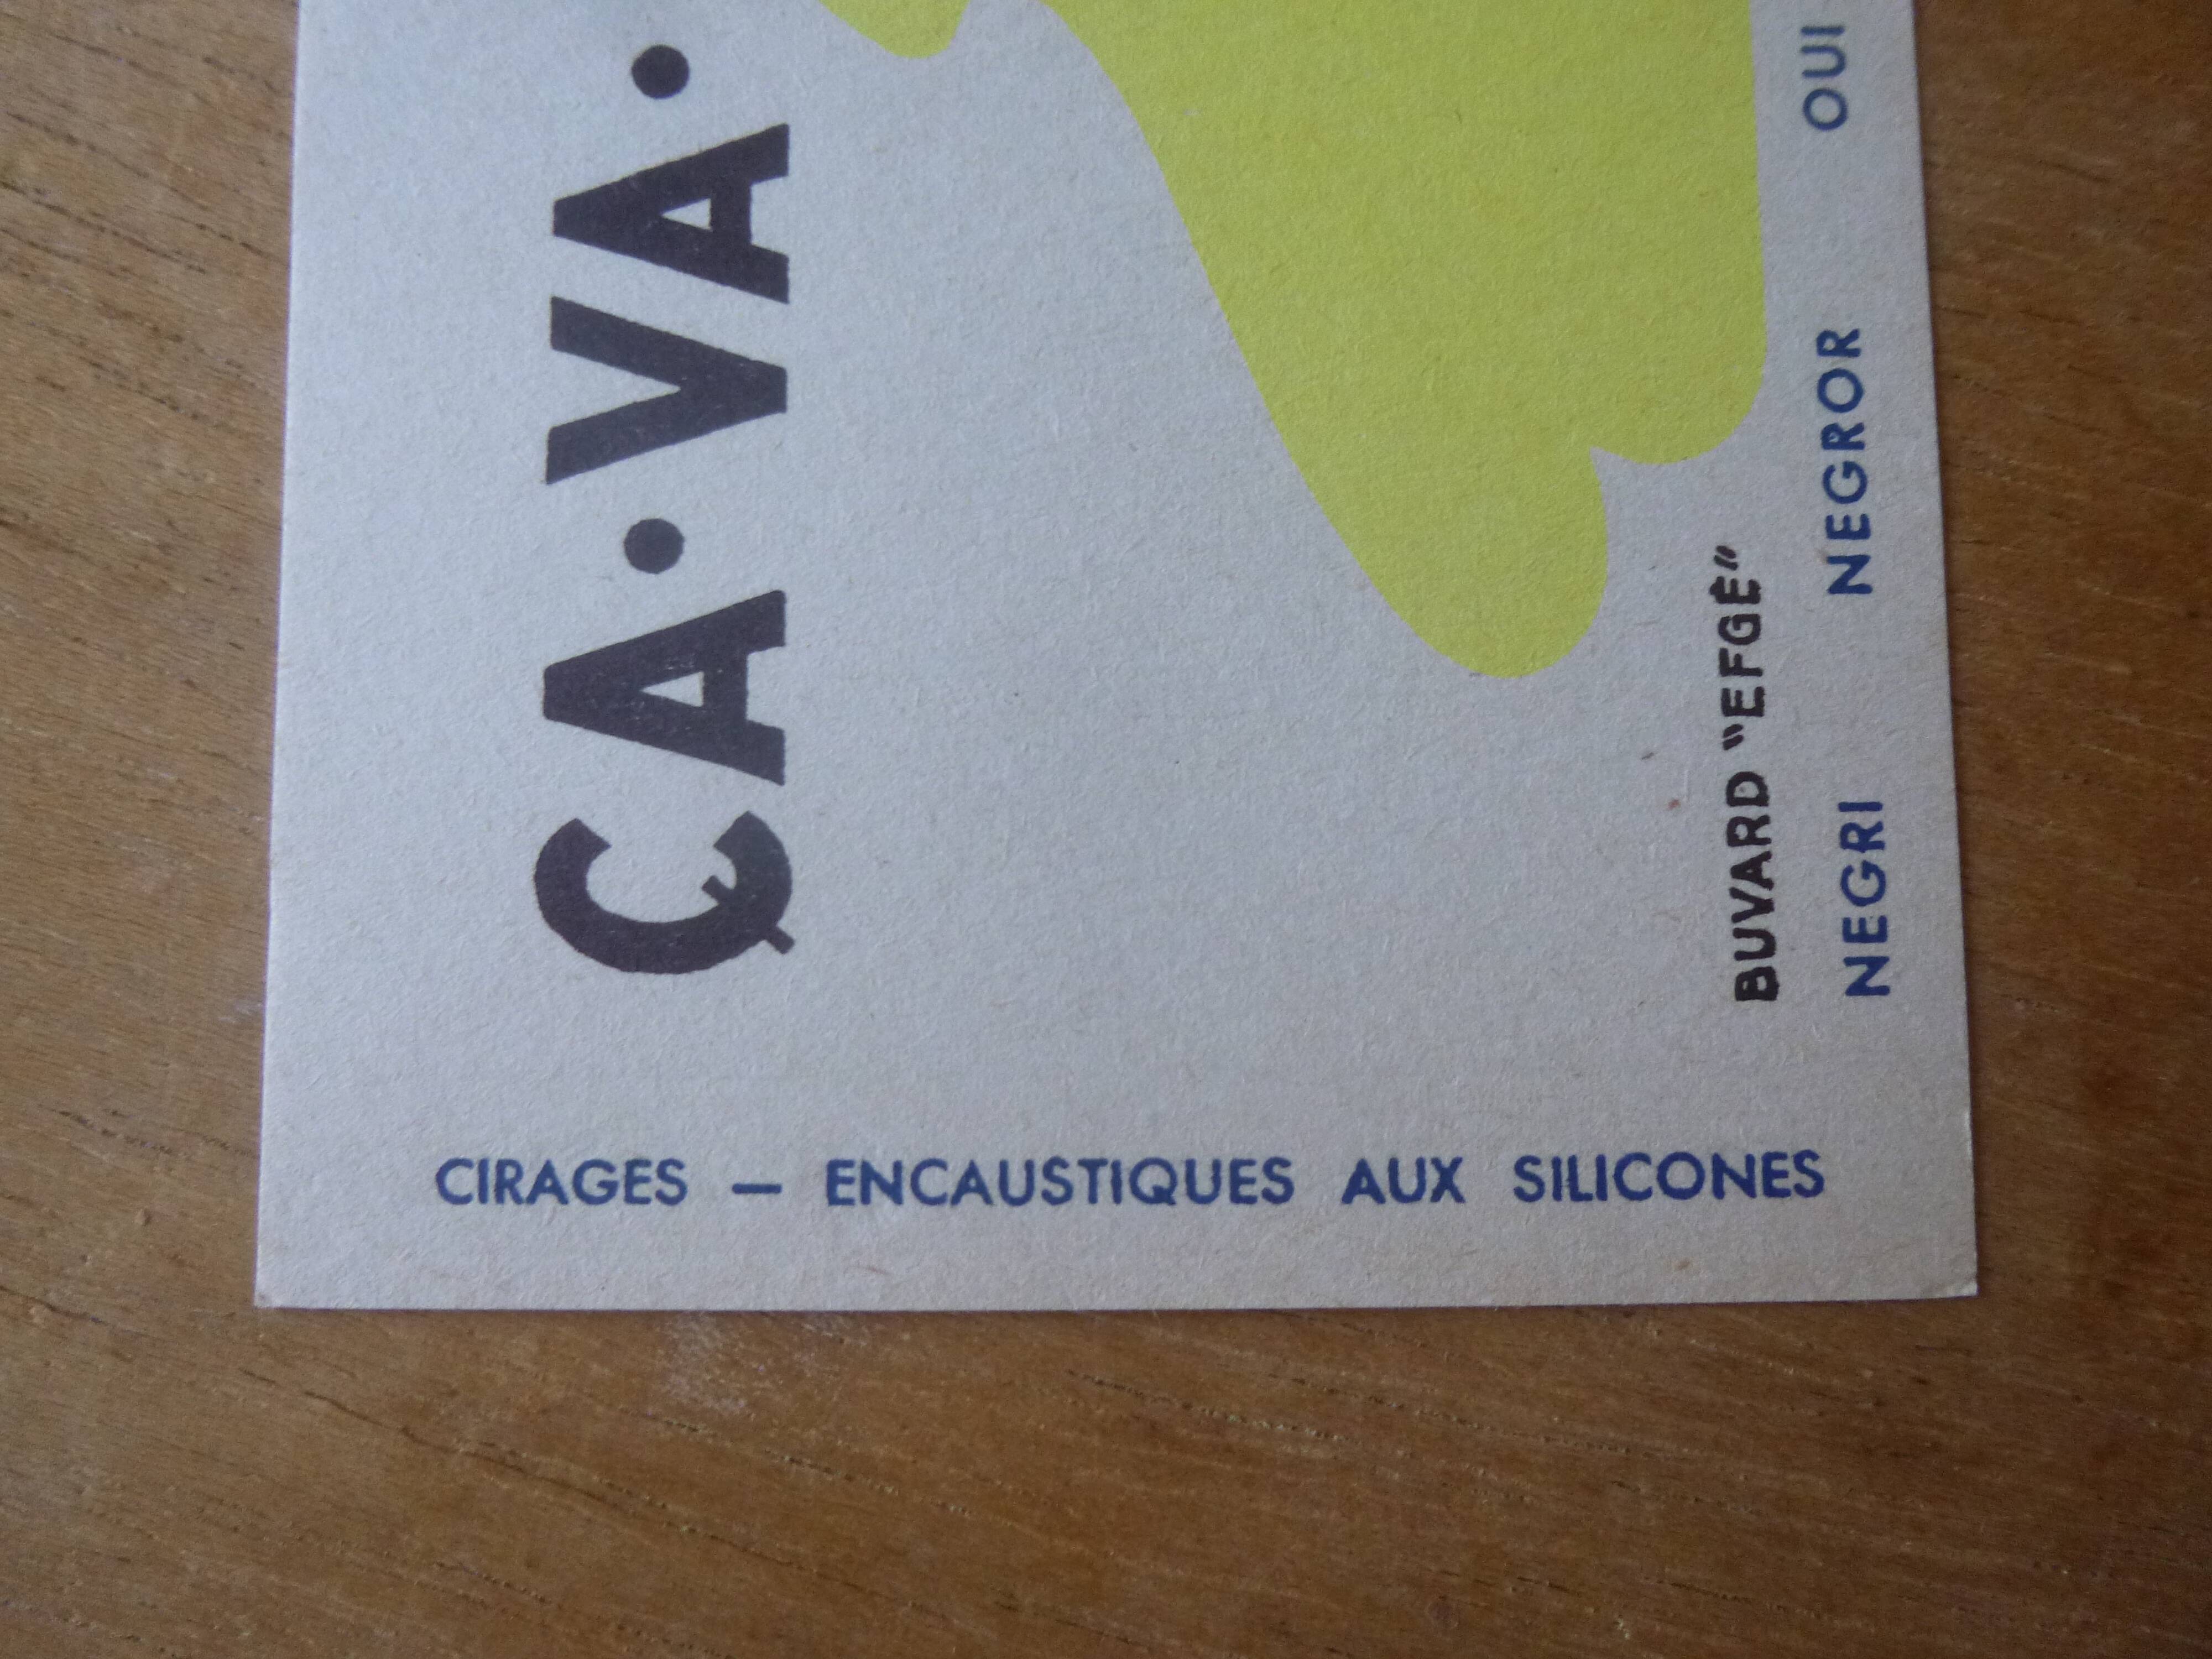 ÇA•VA•
BUVARD "EFGÉ"
NEGRI NEGROR OUI
CIRAGES — ENCAUSTIQUES AUX SILICONES